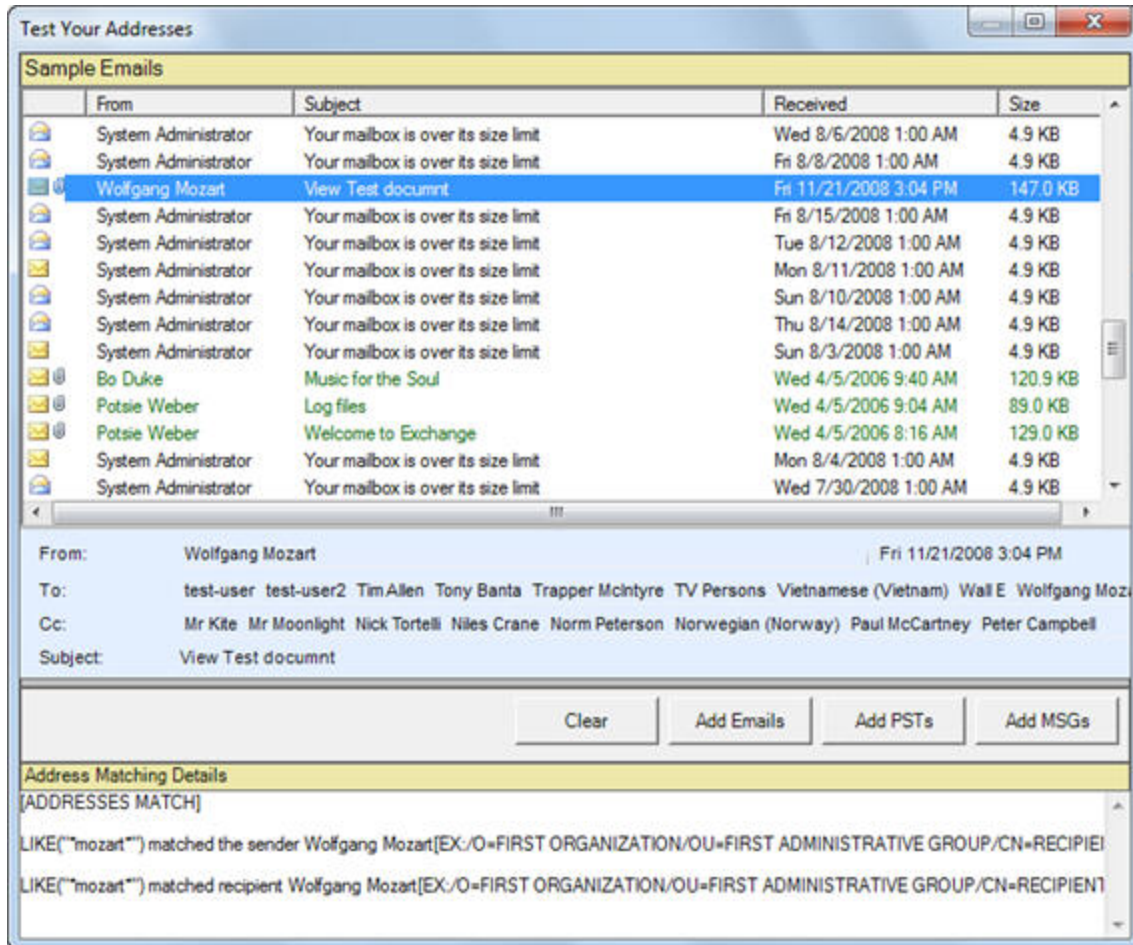 Test Your Addresses
Sample Emails
From Subject Received Size
System Administrator Your mailbox is over its size limit Wed 8/6/2008 1:00 AM 4.9 KB
System Administrator Your mailbox is over its size limit Fri 8/8/2008 1:00 AM 4.9 KB
Wolfgang Mozart View Test documnt Fri 11/21/2008 3:04 PM 147.0 KB
System Administrator Your mailbox is over its size limit Fri 8/15/2008 1:00 AM 4.9 KB
System Administrator Your mailbox is over its size limit Tue 8/12/2008 1:00 AM 4.9 KB
System Administrator Your mailbox is over its size limit Mon 8/11/2008 1:00 AM 4.9 KB
System Administrator Your mailbox is over its size limit Sun 8/10/2008 1:00 AM 4.9 KB
System Administrator Your mailbox is over its size limit Thu 8/14/2008 1:00 AM 4.9 KB
System Administrator Your mailbox is over its size limit Sun 8/3/2008 1:00 AM 4.9 KB
Bo Duke Music for the Soul Wed 4/5/2006 9:40 AM 120.9 KB
Potsie Weber Log files Wed 4/5/2006 9:04 AM 89.0 KB
Potsie Weber Welcome to Exchange Wed 4/5/2006 8:16 AM 129.0 KB
System Administrator Your mailbox is over its size limit Mon 8/4/2008 1:00 AM 4.9 KB
System Administrator Your mailbox is over its size limit Wed 7/30/2008 1:00 AM 4.9 KB
From: Wolfgang Mozart Fri 11/21/2008 3:04 PM
To: test-user test-user2 Tim Allen Tony Banta Trapper McIntyre TV Persons Vietnamese (Vietnam) Wall E Wolfgang Moz
Cc: Mr Kite Mr Moonlight Nick Tortelli Niles Crane Norm Peterson Norwegian (Norway) Paul McCartney Peter Campbell
Subject: View Test documnt
Clear Add Emails Add PSTs Add MSGs
Address Matching Details
[ADDRESSES MATCH]
LIKE("*mozart*") matched the sender Wolfgang Mozart[EX:/O=FIRST ORGANIZATION/OU=FIRST ADMINISTRATIVE GROUP/CN=RECIPIE
LIKE("*mozart*") matched recipient Wolfgang Mozart[EX:/O=FIRST ORGANIZATION/OU=FIRST ADMINISTRATIVE GROUP/CN=RECIPIENT